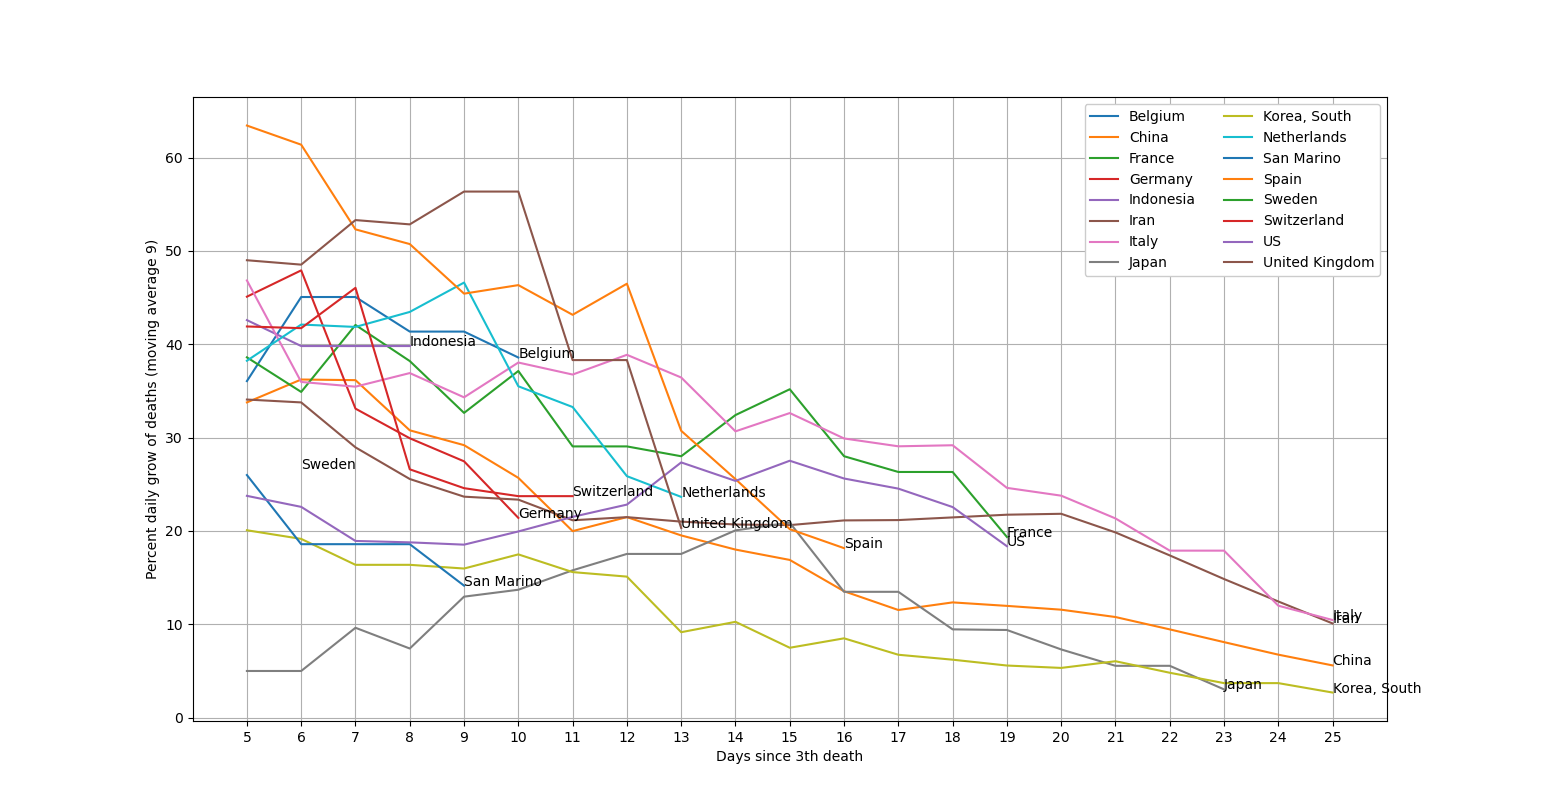 Belgium
China
France
Germany
Indonesia
Iran
Italy
Japan
Korea, South
Netherlands
San Marino
Spain
Sweden
Switzerland
US
United Kingdom
Percent daily grow of deaths (moving average 9)
60
50
40
30
20
10
0
Indonesia
Belgium
Sweden
Switzerland
Netherlands
Germany
United Kingdom
France
US
Spain
San Marino
Italy
Iran
China
Japan
Korea, South
5 6 7 8 9 10 11 12 13 14 15 16 17 18 19 20 21 22 23 24 25
Days since 3th death